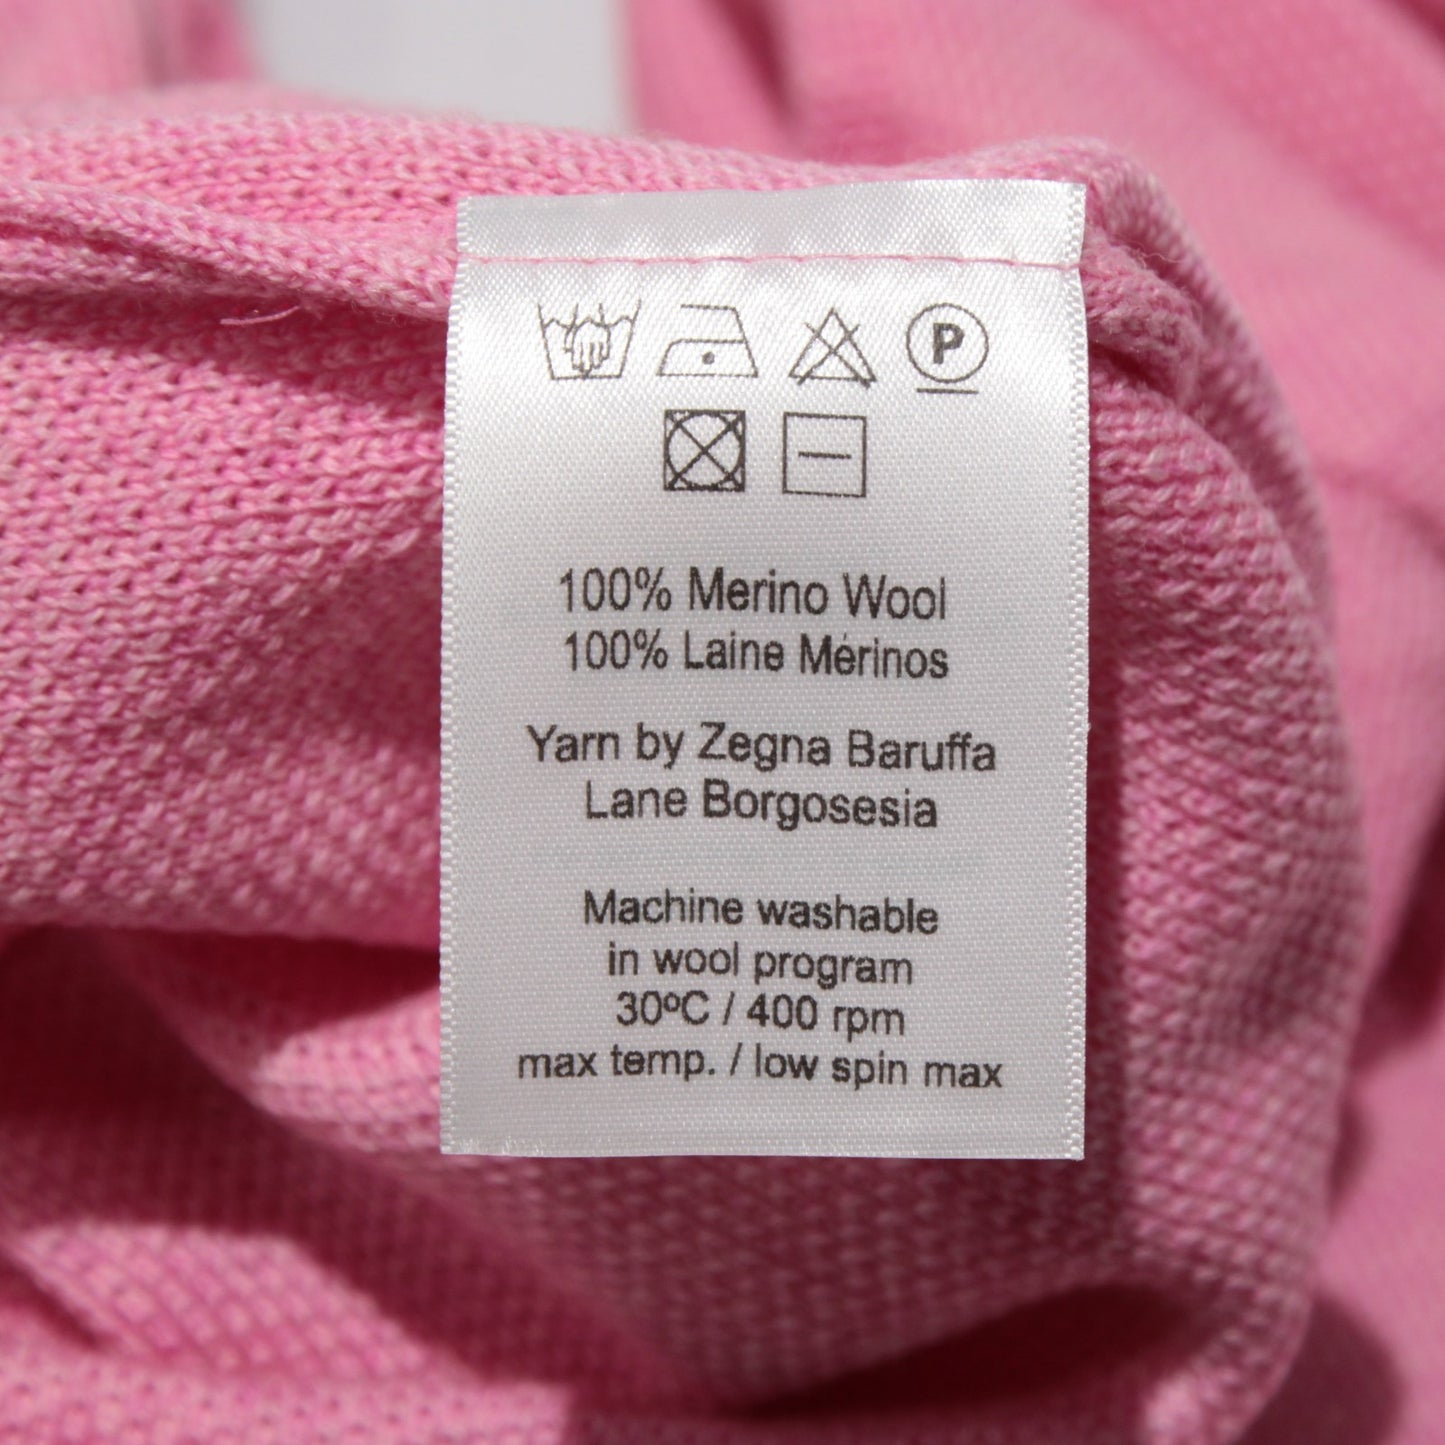 P
100% Merino Wool
100% Laine Mérinos
Yarn by Zegna Baruffa
Lane Borgosesia
Machine washable
in wool program
30ºC / 400 rpm
max temp. / low spin max